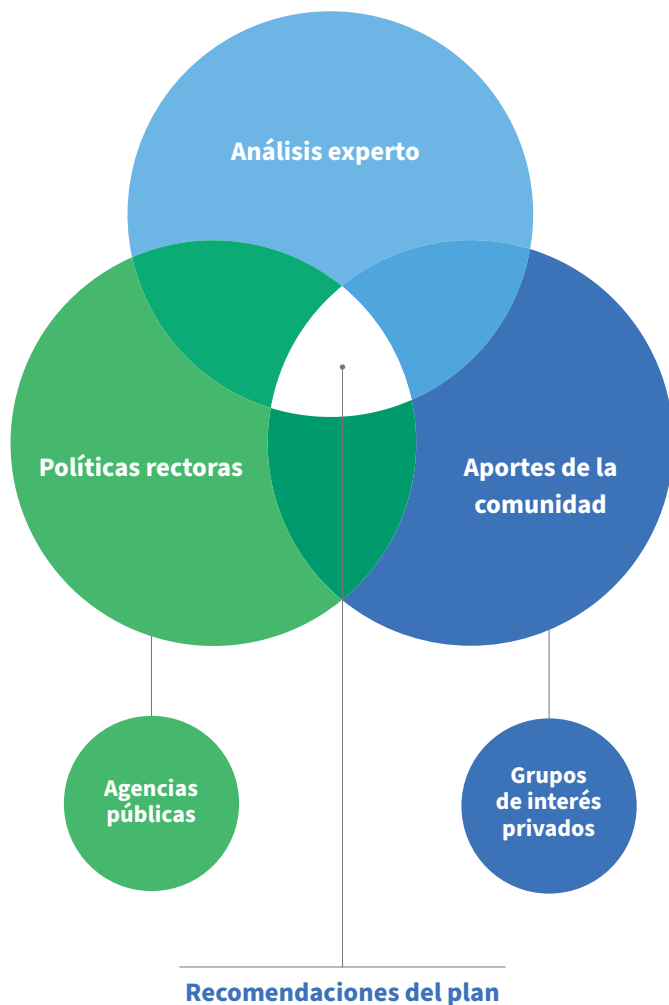 Análisis experto
Políticas rectoras
Aportes de la
comunidad
Agencias
públicas
Grupos
de interés
privados
Recomendaciones del plan